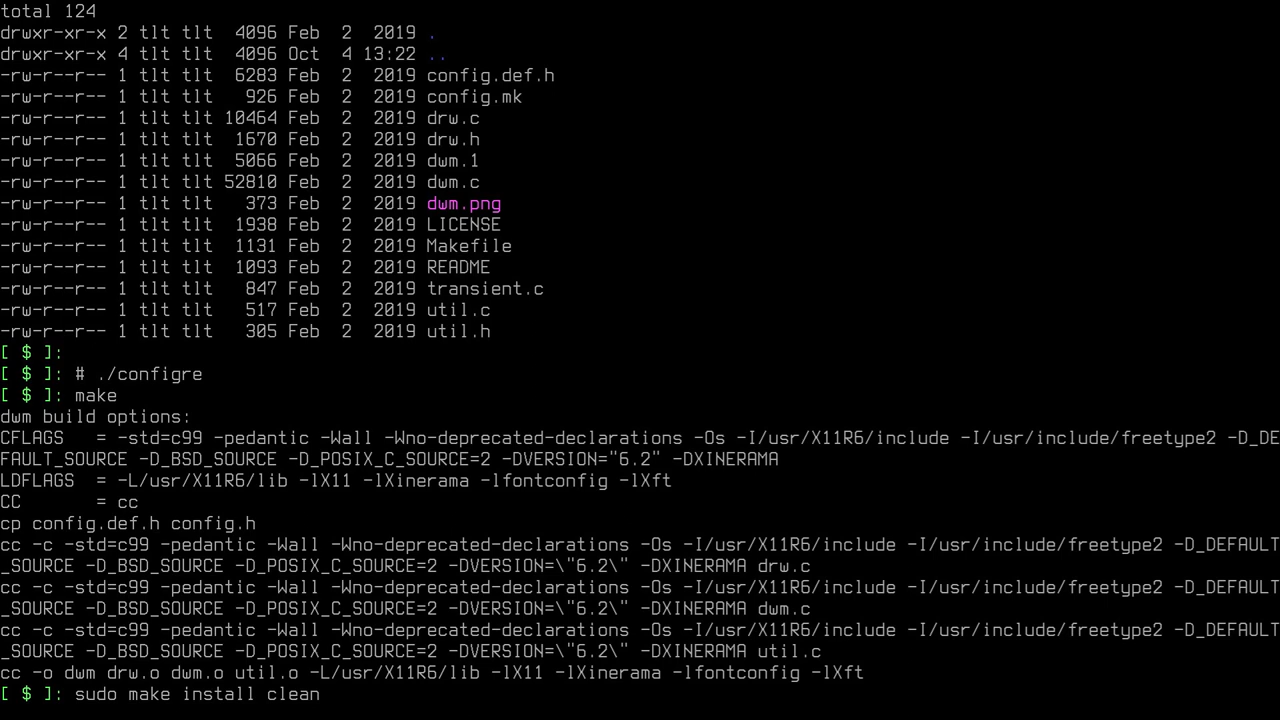 total 124
drwxr-xr-x 2 tlt tlt  4096 Feb  2  2019 .
drwxr-xr-x 4 tlt tlt  4096 Oct  4 13:22 ..
-rw-r--r-- 1 tlt tlt  6283 Feb  2  2019 config.def.h
-rw-r--r-- 1 tlt tlt   926 Feb  2  2019 config.mk
-rw-r--r-- 1 tlt tlt 10464 Feb  2  2019 drw.c
-rw-r--r-- 1 tlt tlt  1670 Feb  2  2019 drw.h
-rw-r--r-- 1 tlt tlt  5066 Feb  2  2019 dwm.1
-rw-r--r-- 1 tlt tlt 52810 Feb  2  2019 dwm.c
-rw-r--r-- 1 tlt tlt   373 Feb  2  2019 dwm.png
-rw-r--r-- 1 tlt tlt  1938 Feb  2  2019 LICENSE
-rw-r--r-- 1 tlt tlt  1131 Feb  2  2019 Makefile
-rw-r--r-- 1 tlt tlt  1093 Feb  2  2019 README
-rw-r--r-- 1 tlt tlt   847 Feb  2  2019 transient.c
-rw-r--r-- 1 tlt tlt   517 Feb  2  2019 util.c
-rw-r--r-- 1 tlt tlt   305 Feb  2  2019 util.h
[ $ ]:
[ $ ]: # ./configre
[ $ ]: make
dwm build options:
CFLAGS   = -std=c99 -pedantic -Wall -Wno-deprecated-declarations -Os -I/usr/X11R6/include -I/usr/include/freetype2 -D_DE
FAULT_SOURCE -D_BSD_SOURCE -D_POSIX_C_SOURCE=2 -DVERSION="6.2" -DXINERAMA
LDFLAGS  = -L/usr/X11R6/lib -lX11 -lXinerama -lfontconfig -lXft
CC       = cc
cp config.def.h config.h
cc -c -std=c99 -pedantic -Wall -Wno-deprecated-declarations -Os -I/usr/X11R6/include -I/usr/include/freetype2 -D_DEFAULT
_SOURCE -D_BSD_SOURCE -D_POSIX_C_SOURCE=2 -DVERSION=\"6.2\" -DXINERAMA drw.c
cc -c -std=c99 -pedantic -Wall -Wno-deprecated-declarations -Os -I/usr/X11R6/include -I/usr/include/freetype2 -D_DEFAULT
_SOURCE -D_BSD_SOURCE -D_POSIX_C_SOURCE=2 -DVERSION=\"6.2\" -DXINERAMA dwm.c
cc -c -std=c99 -pedantic -Wall -Wno-deprecated-declarations -Os -I/usr/X11R6/include -I/usr/include/freetype2 -D_DEFAULT
_SOURCE -D_BSD_SOURCE -D_POSIX_C_SOURCE=2 -DVERSION=\"6.2\" -DXINERAMA util.c
cc -o dwm drw.o dwm.o util.o -L/usr/X11R6/lib -lX11 -lXinerama -lfontconfig -lXft
[ $ ]: sudo make install clean